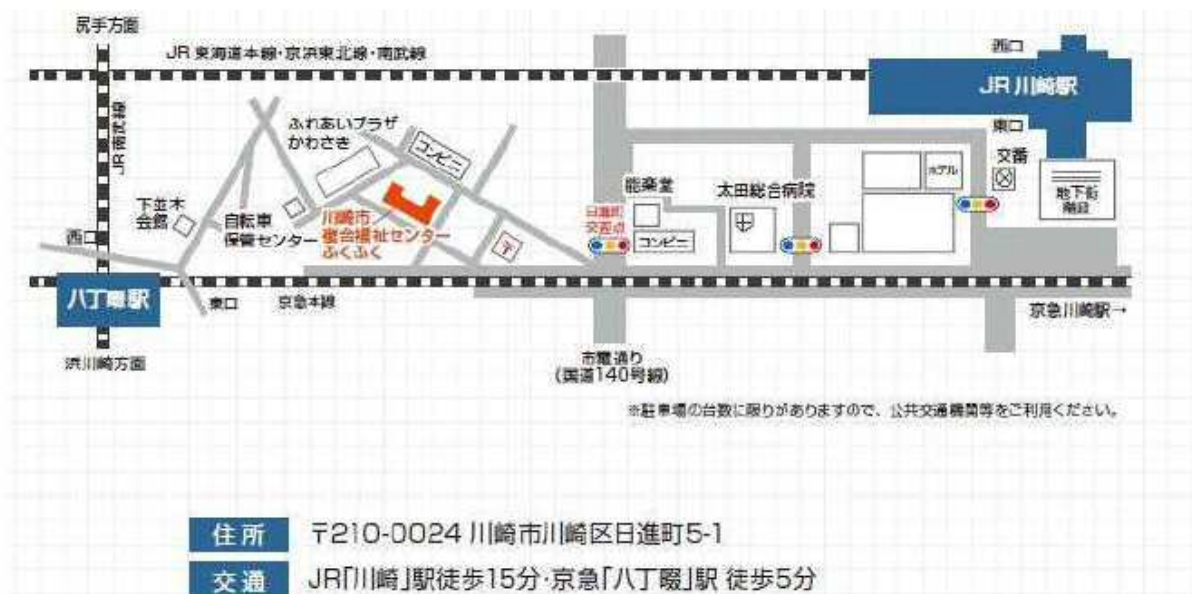 尻手方面
JR 東海道本線・京浜東北線・南武線
西口
JR 川崎駅
東口
交番
地下街
階段
JR 南武線
ふれあいプラザ
かわさき
コンビニ
ホテル
能楽堂
太田総合病院
下並木
会館
自転車
保管センター
川崎市
複合福祉センター
ふくふく
〒
日進町
交差点
コンビニ
西口
八丁畷駅
東口
京急本線
京急川崎駅→
浜川崎方面
市電通り
(国道140号線)
※駐車場の台数に限りがありますので、公共交通機関等をご利用ください。
住所 〒210-0024 川崎市川崎区日進町5-1
交通 JR「川崎」駅徒歩15分・京急「八丁畷」駅 徒歩5分